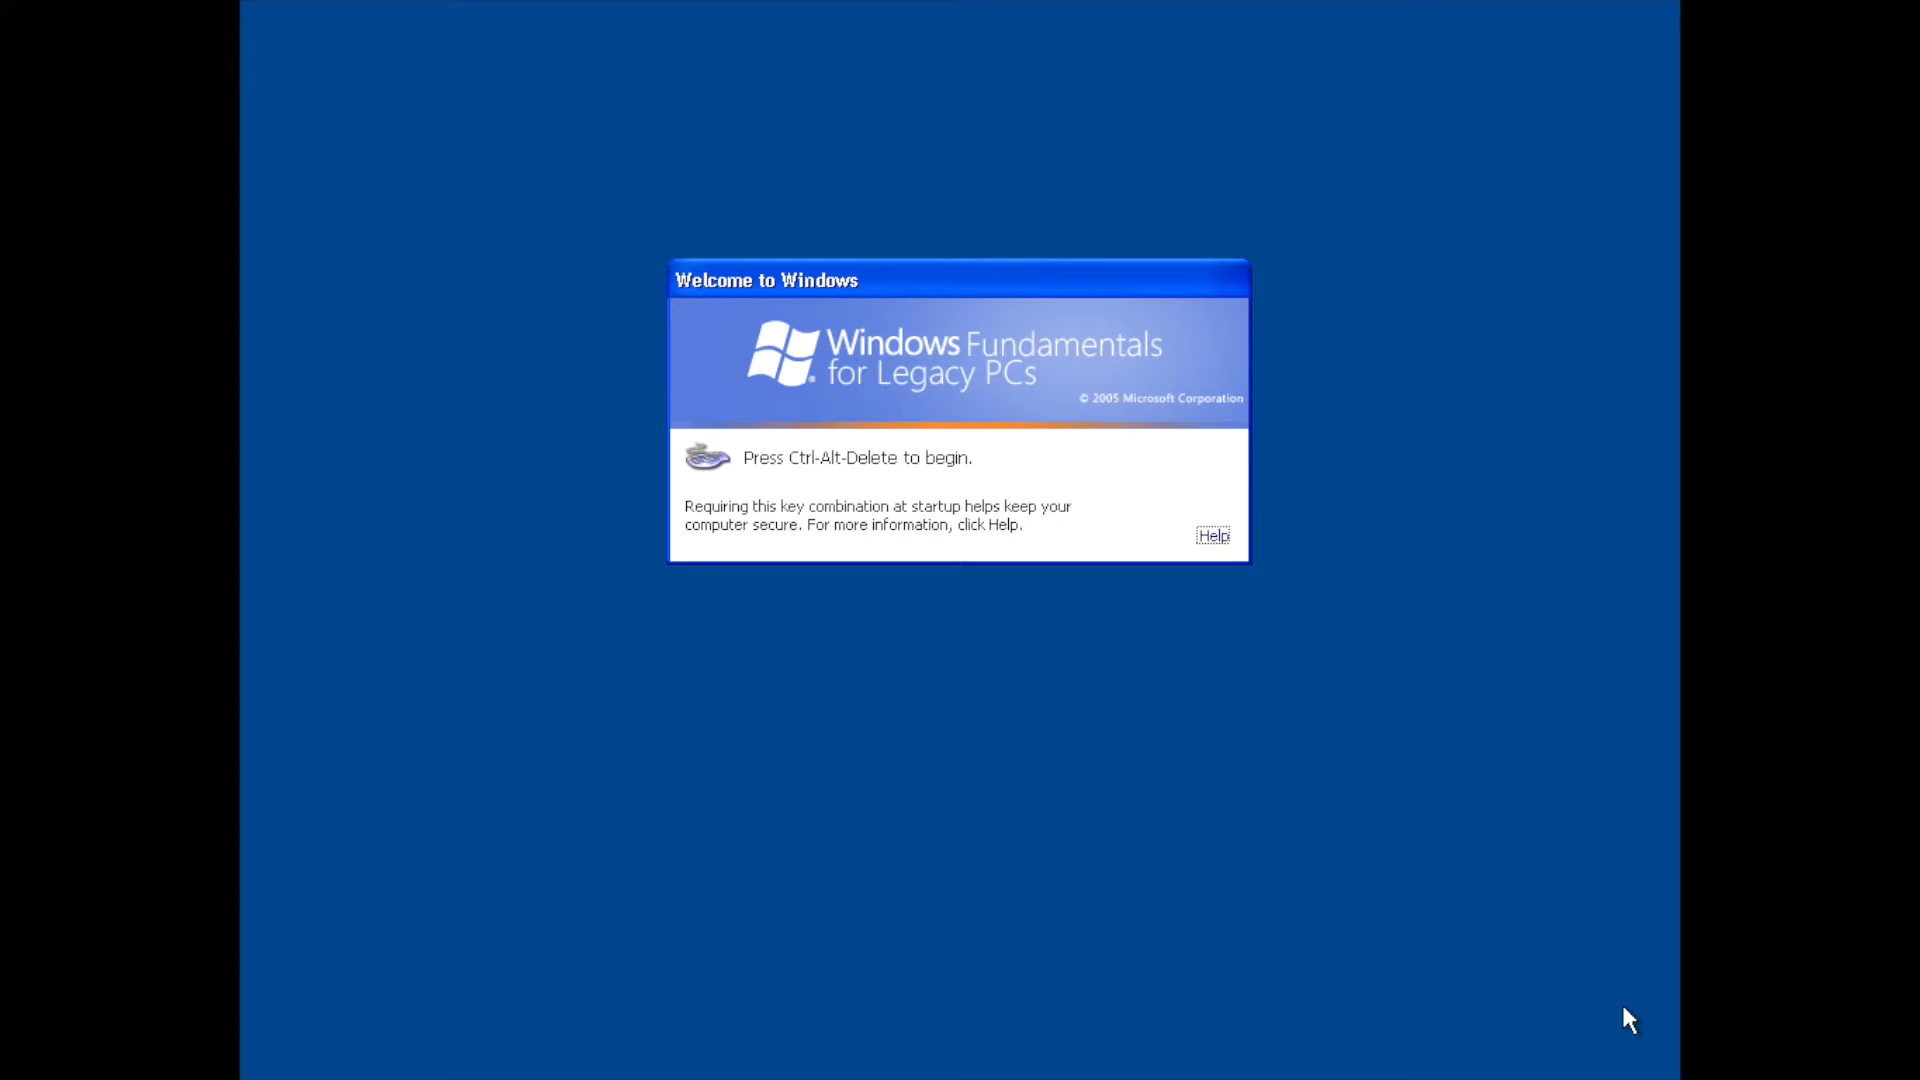 Welcome to Windows
Windows Fundamentals
for Legacy PCs
© 2005 Microsoft Corporation
Press Ctrl-Alt-Delete to begin.
Requiring this key combination at startup helps keep your
computer secure. For more information, click Help.
Help